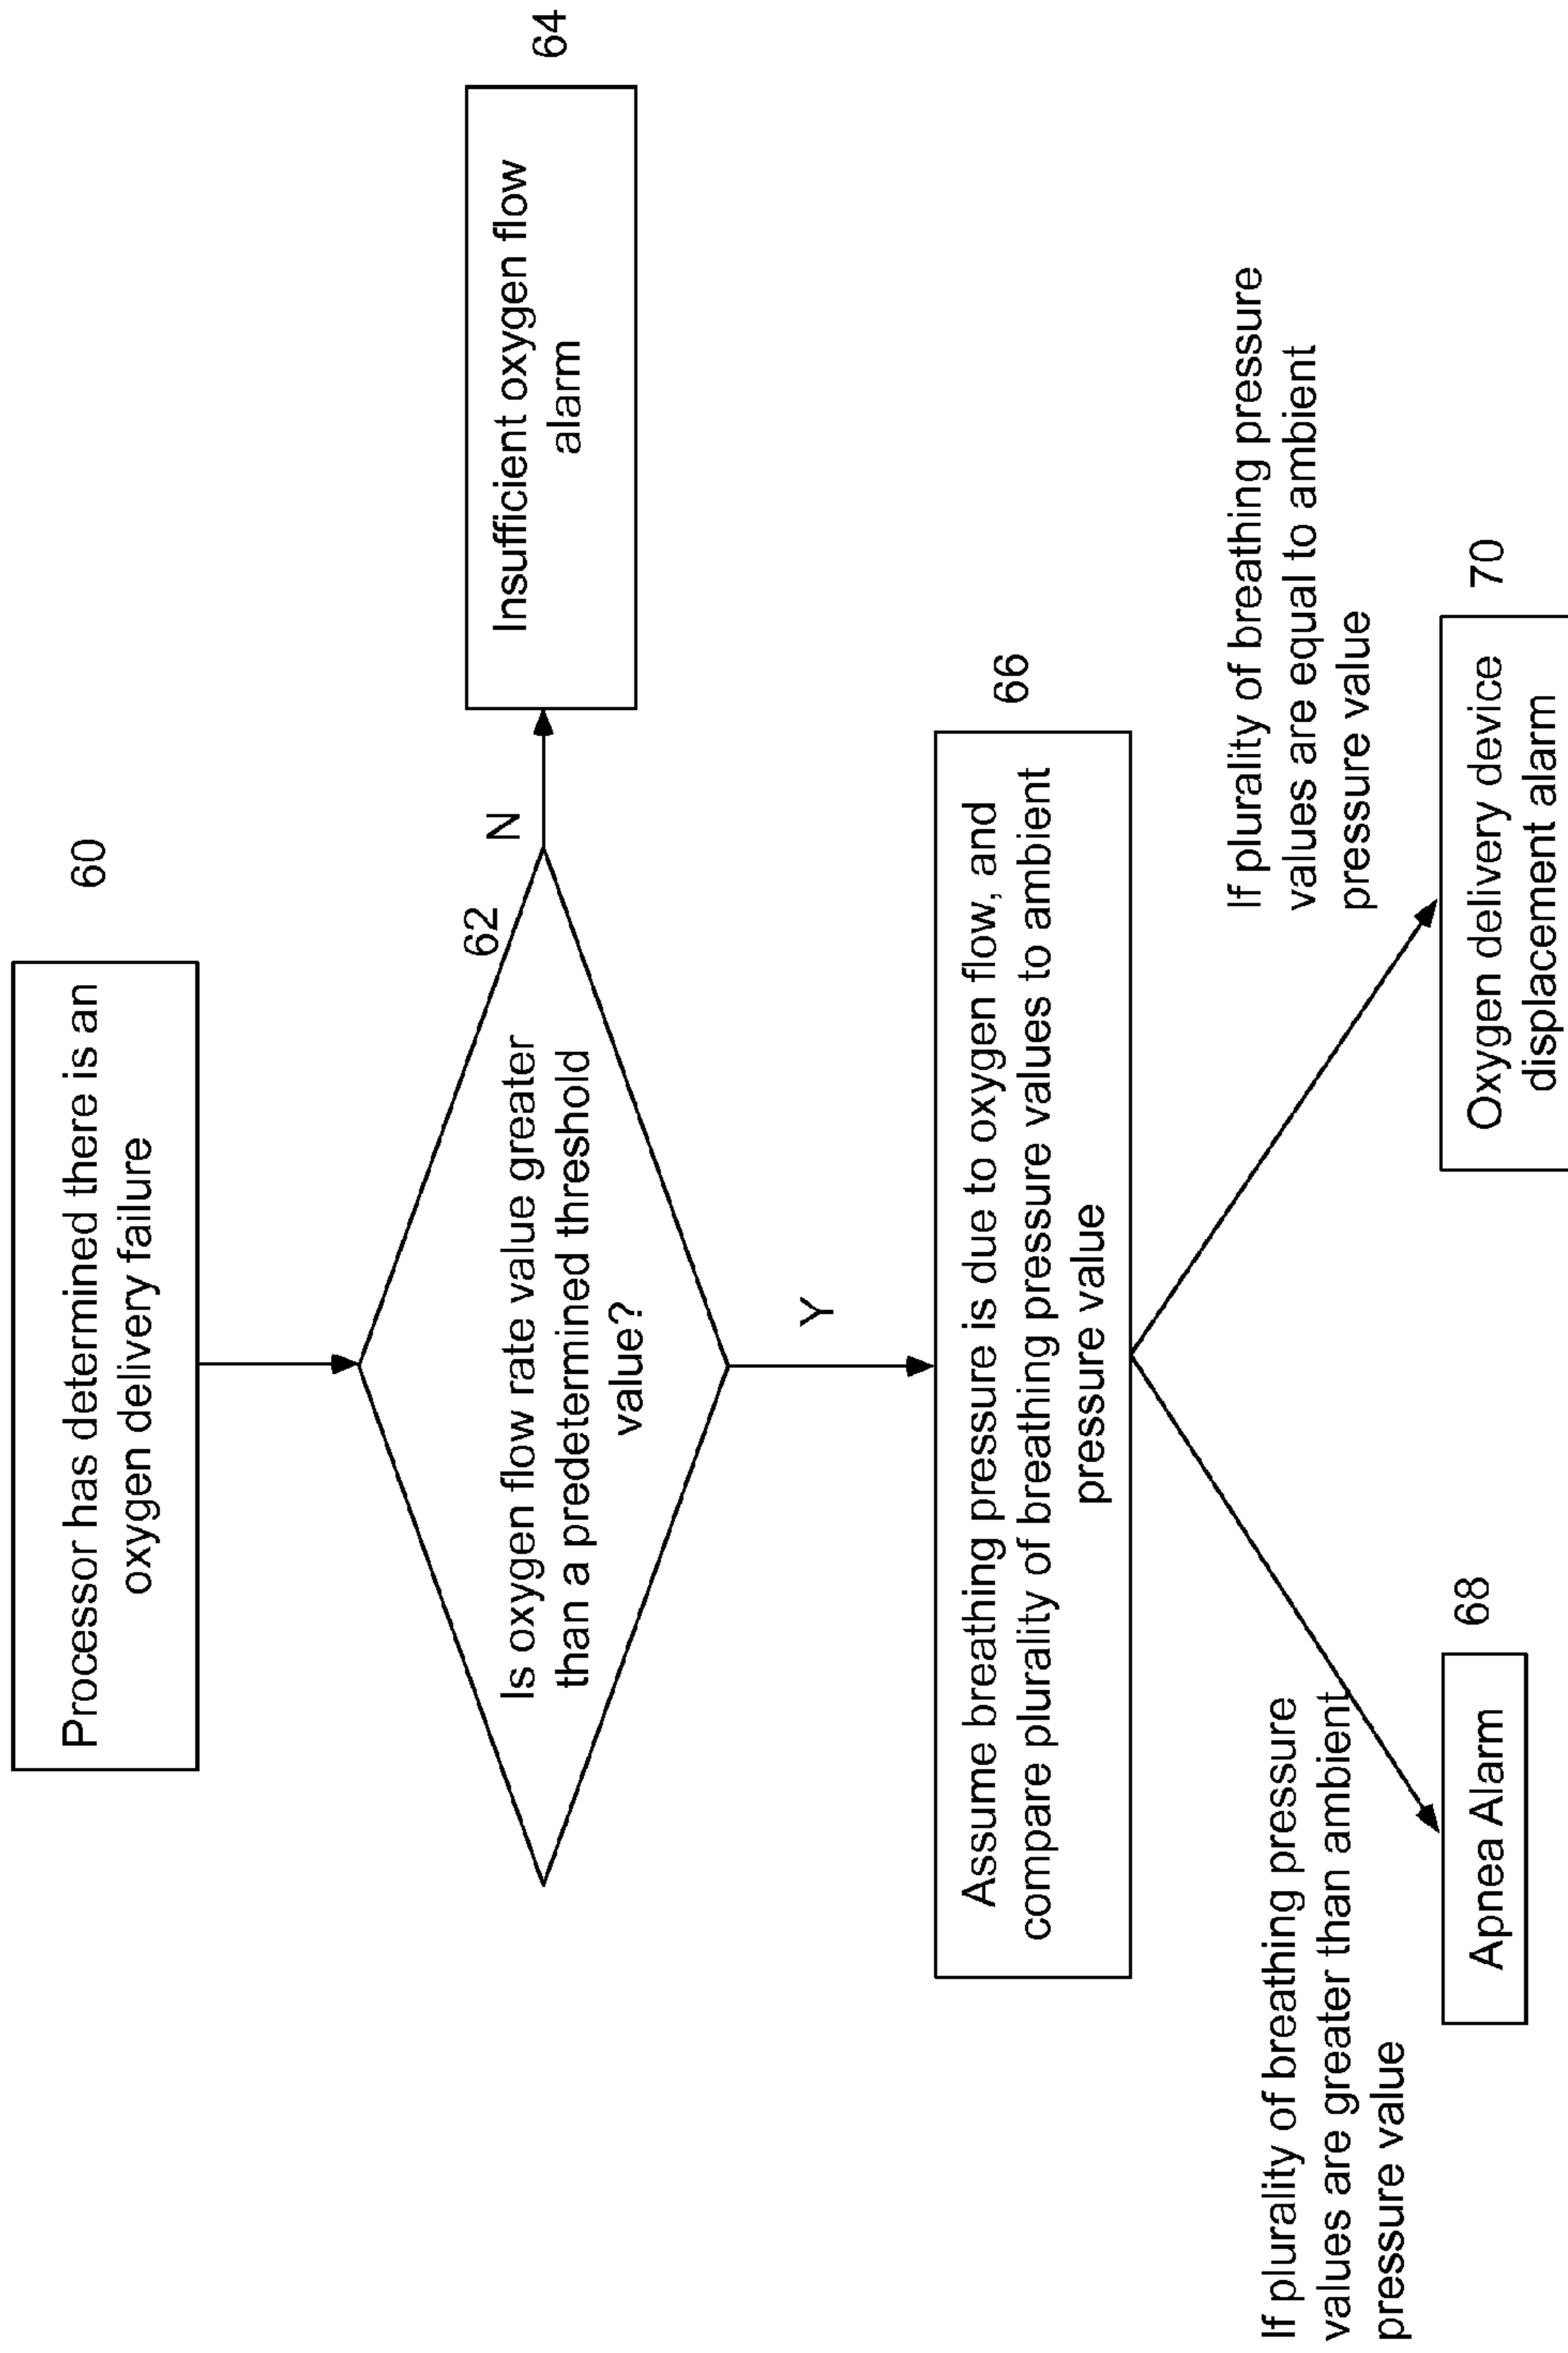 Processor has determined there is an
oxygen delivery failure
60
62
Is oxygen flow rate value greater
than a predetermined threshold
value?
N
Insufficient oxygen flow
alarm
64
Y
Assume breathing pressure is due to oxygen flow, and
compare plurality of breathing pressure values to ambient
pressure value
66
If plurality of breathing pressure
values are greater than ambient
pressure value
If plurality of breathing pressure
values are equal to ambient
pressure value
Apnea Alarm
68
Oxygen delivery device
displacement alarm
70